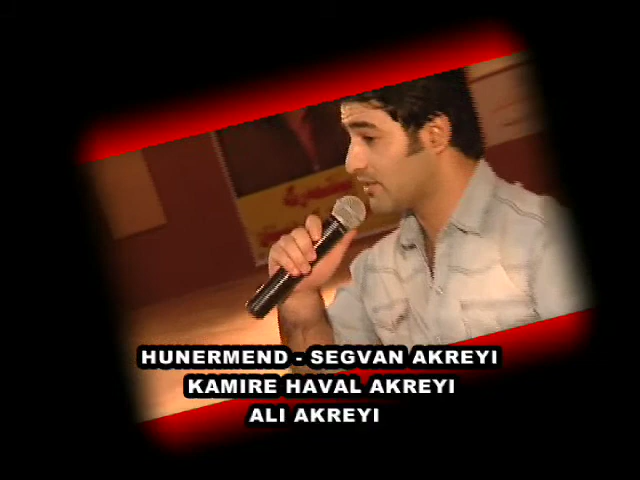 HUNERMEND - SEGVAN AKREYI
KAMIRE HAVAL AKREYI
ALI AKREYI